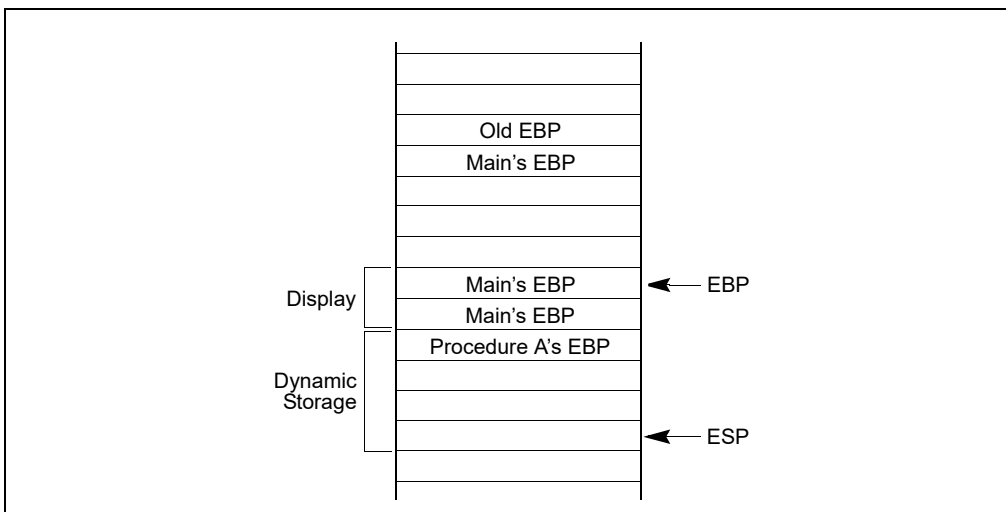 Old EBP
Main’s EBP
Main’s EBP
EBP
Display
Main’s EBP
Procedure A’s EBP
Dynamic
Storage
ESP